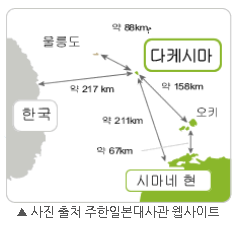 약 88km
울릉도
다케시마
약 217 km
약 158km
한국
오키
약 211km
약 67km
시마네 현
▲ 사진 출처 주한일본대사관 웹사이트